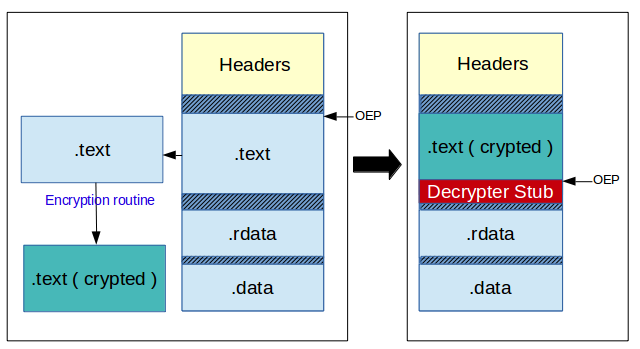 Headers
OEP
.text
.text
Encryption routine
.text ( crypted )
.rdata
.data
Headers
.text ( crypted )
OEP
Decrypter Stub
.rdata
.data